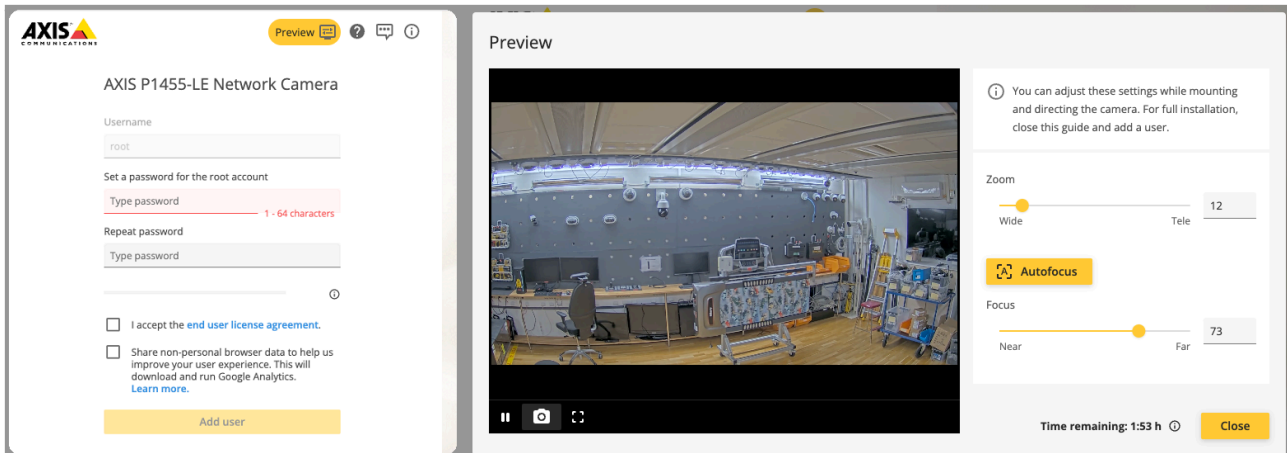 AXIS
COMMUNICATIONS
Preview
AXIS P1455-LE Network Camera
Username
root
Set a password for the root account
Type password
1 - 64 characters
Repeat password
Type password
I accept the end user license agreement.
Share non-personal browser data to help us
improve your user experience. This will
download and run Google Analytics.
Learn more.
Add user
Preview
You can adjust these settings while mounting
and directing the camera. For full installation,
close this guide and add a user.
Zoom
12
Wide
Tele
[A] Autofocus
Focus
73
Near
Far
Time remaining: 1:53 h
Close